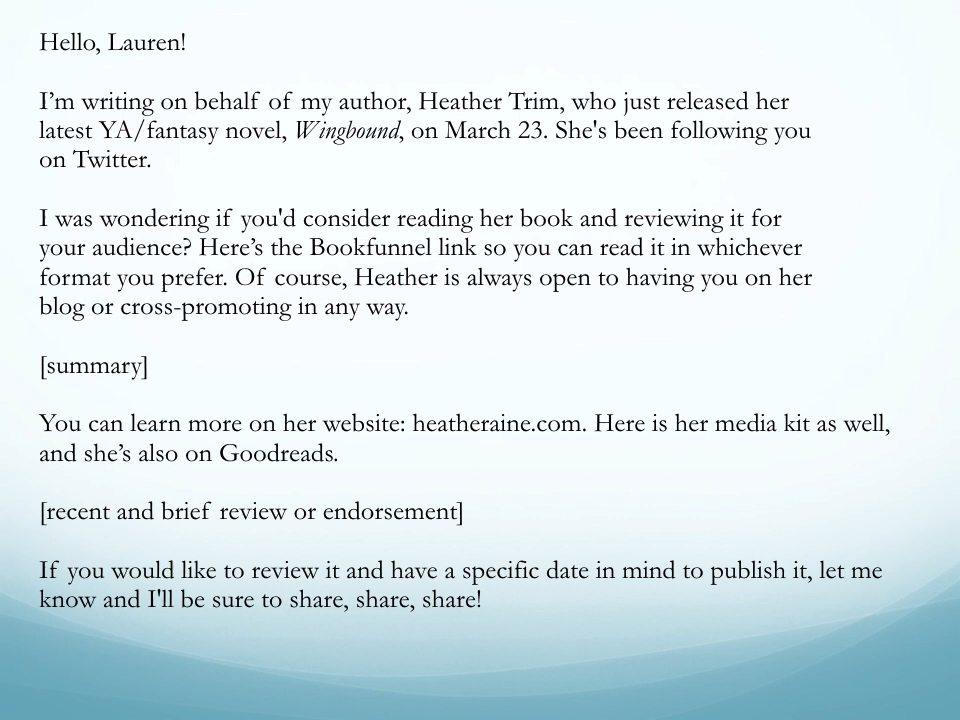 Hello, Lauren!
I’m writing on behalf of my author, Heather Trim, who just released her
latest YA/fantasy novel, Wingbound, on March 23. She's been following you
on Twitter.
I was wondering if you'd consider reading her book and reviewing it for
your audience? Here’s the Bookfunnel link so you can read it in whichever
format you prefer. Of course, Heather is always open to having you on her
blog or cross-promoting in any way.
[summary]
You can learn more on her website: heatheraine.com. Here is her media kit as well,
and she’s also on Goodreads.
[recent and brief review or endorsement]
If you would like to review it and have a specific date in mind to publish it, let me
know and I'll be sure to share, share, share!